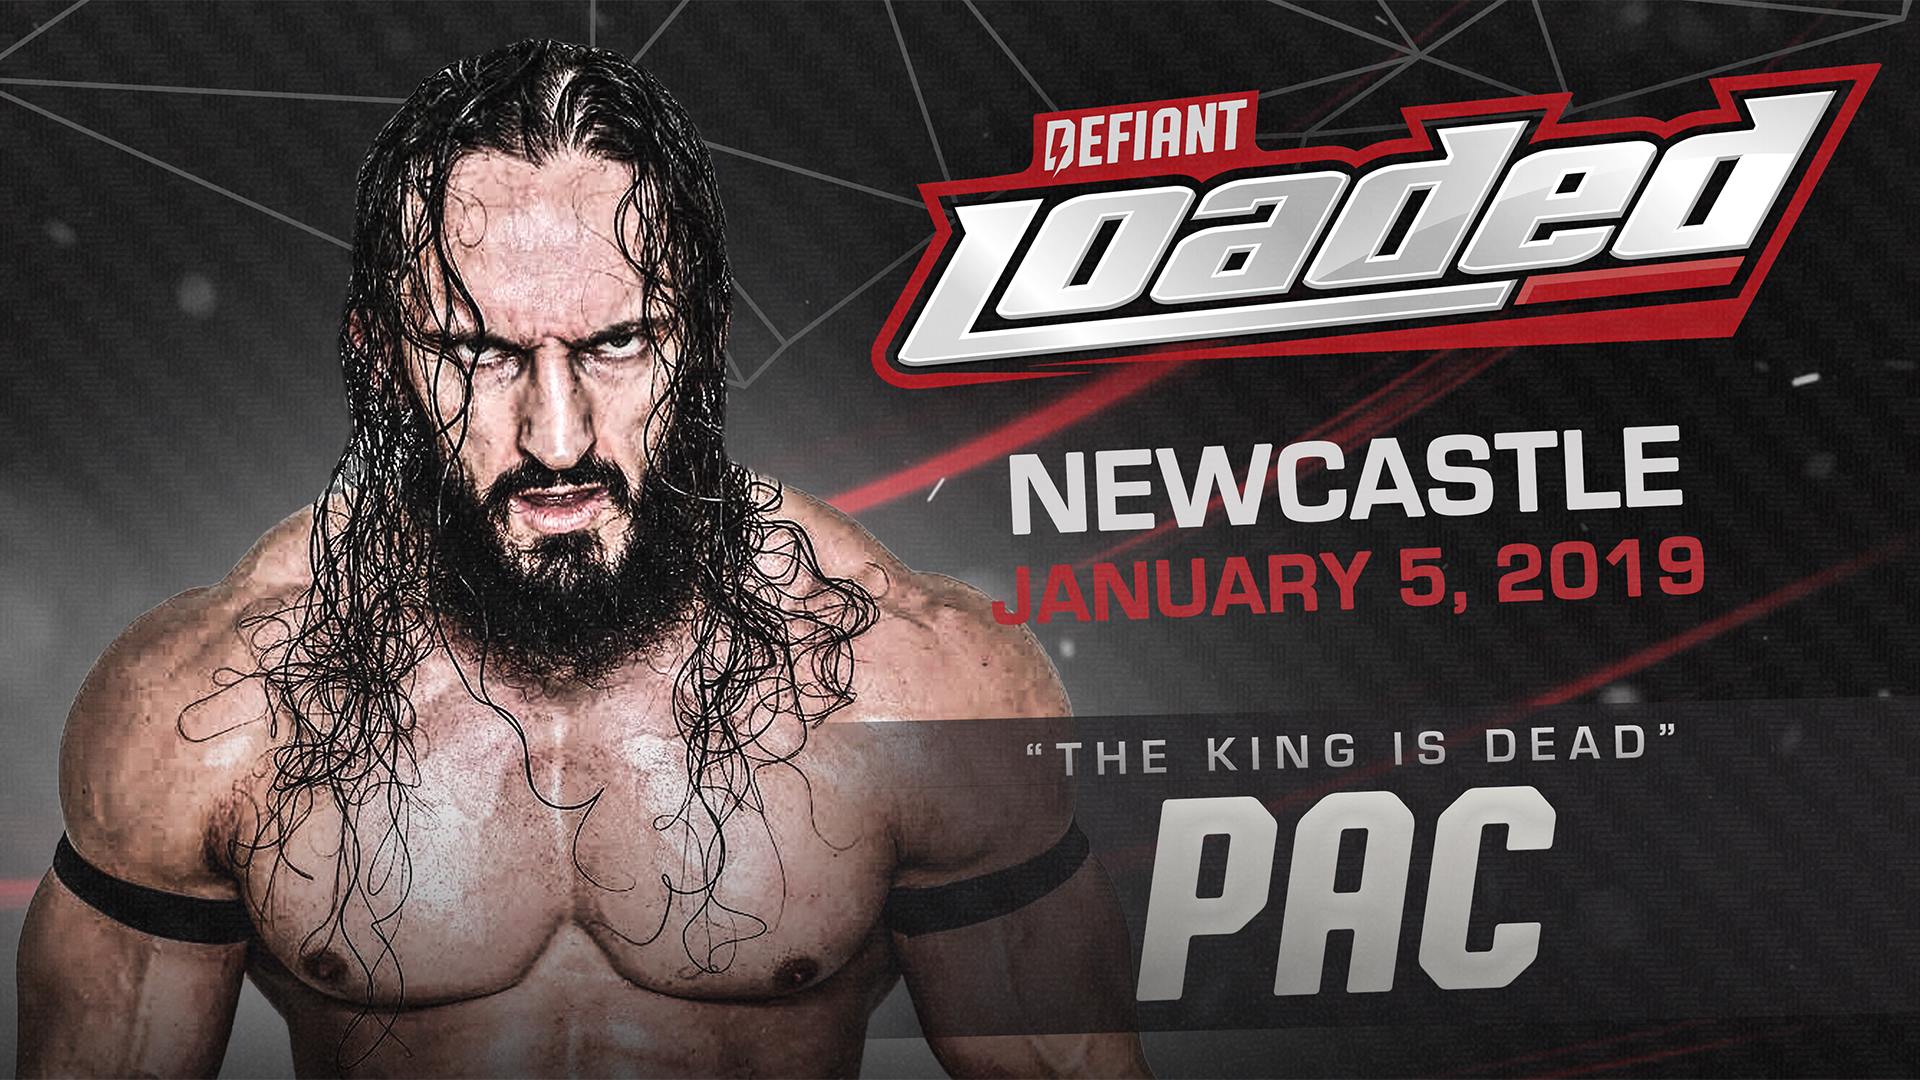 DEFIANT
Loaded
NEWCASTLE
JANUARY 5, 2019
“THE KING IS DEAD”
PAC